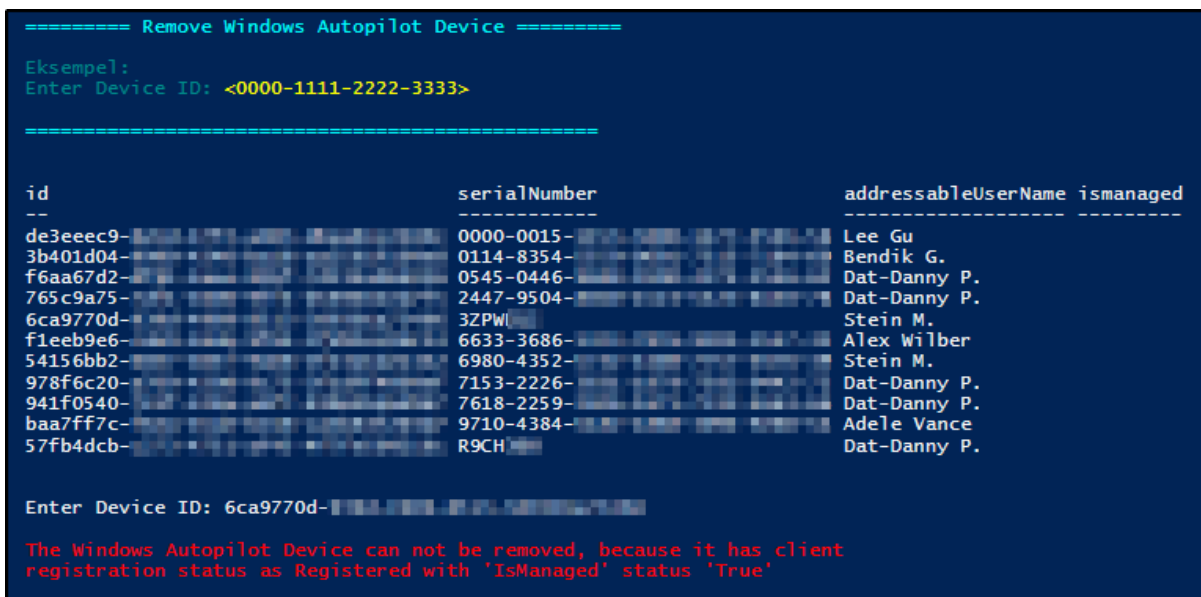 ========= Remove Windows Autopilot Device =========
Eksempel:
Enter Device ID: <0000-1111-2222-3333>
=================================================
id serialNumber addressableUserName ismanaged
-- ------------ ------------------- ---------
de3eeec9- 0000-0015- Lee Gu
3b401d04- 0114-8354- Bendik G.
f6aa67d2- 0545-0446- Dat-Danny P.
765c9a75- 2447-9504- Dat-Danny P.
6ca9770d- 3ZPW Stein M.
f1eeb9e6- 6633-3686- Alex Wilber
54156bb2- 6980-4352- Stein M.
978f6c20- 7153-2226- Dat-Danny P.
941f0540- 7618-2259- Dat-Danny P.
baa7ff7c- 9710-4384- Adele Vance
57fb4dcb- R9CH Dat-Danny P.
Enter Device ID: 6ca9770d-
The Windows Autopilot Device can not be removed, because it has client
registration status as Registered with 'IsManaged' status 'True'